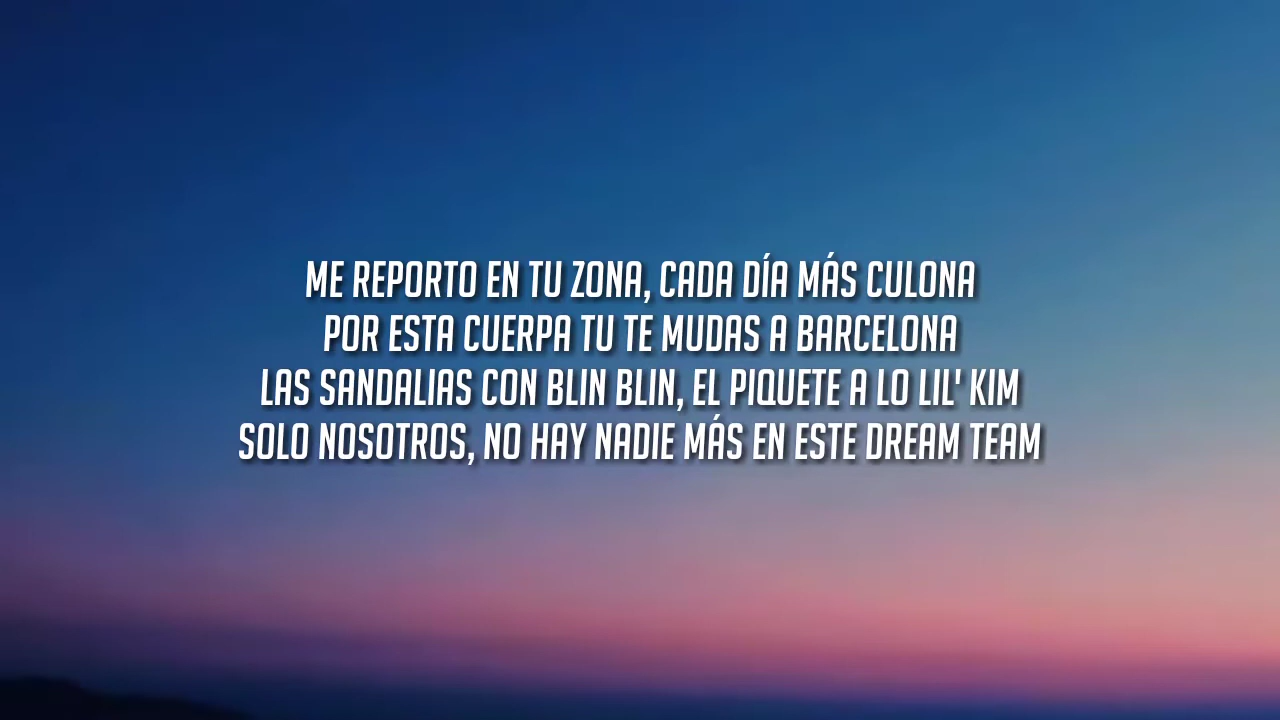 ME REPORTO EN TU ZONA, CADA DÍA MÁS CULONA
POR ESTA CUERPA TU TE MUDAS A BARCELONA
LAS SANDALIAS CON BLIN BLIN, EL PIQUETE A LO LIL' KIM
SOLO NOSOTROS, NO HAY NADIE MÁS EN ESTE DREAM TEAM